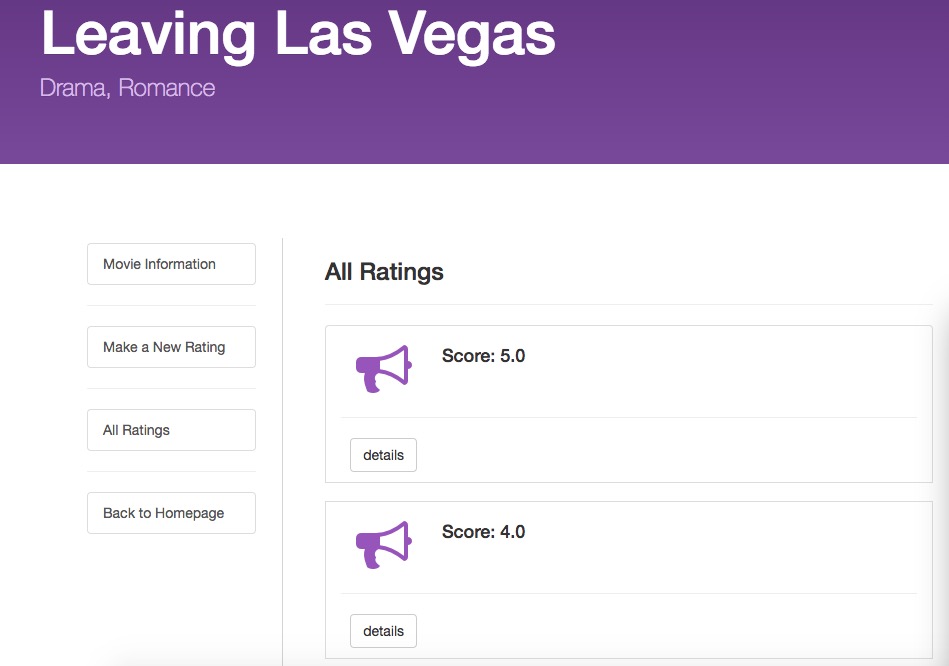 Leaving Las Vegas
Drama, Romance
Movie Information
Make a New Rating
All Ratings
Back to Homepage
All Ratings
Score: 5.0
details
Score: 4.0
details